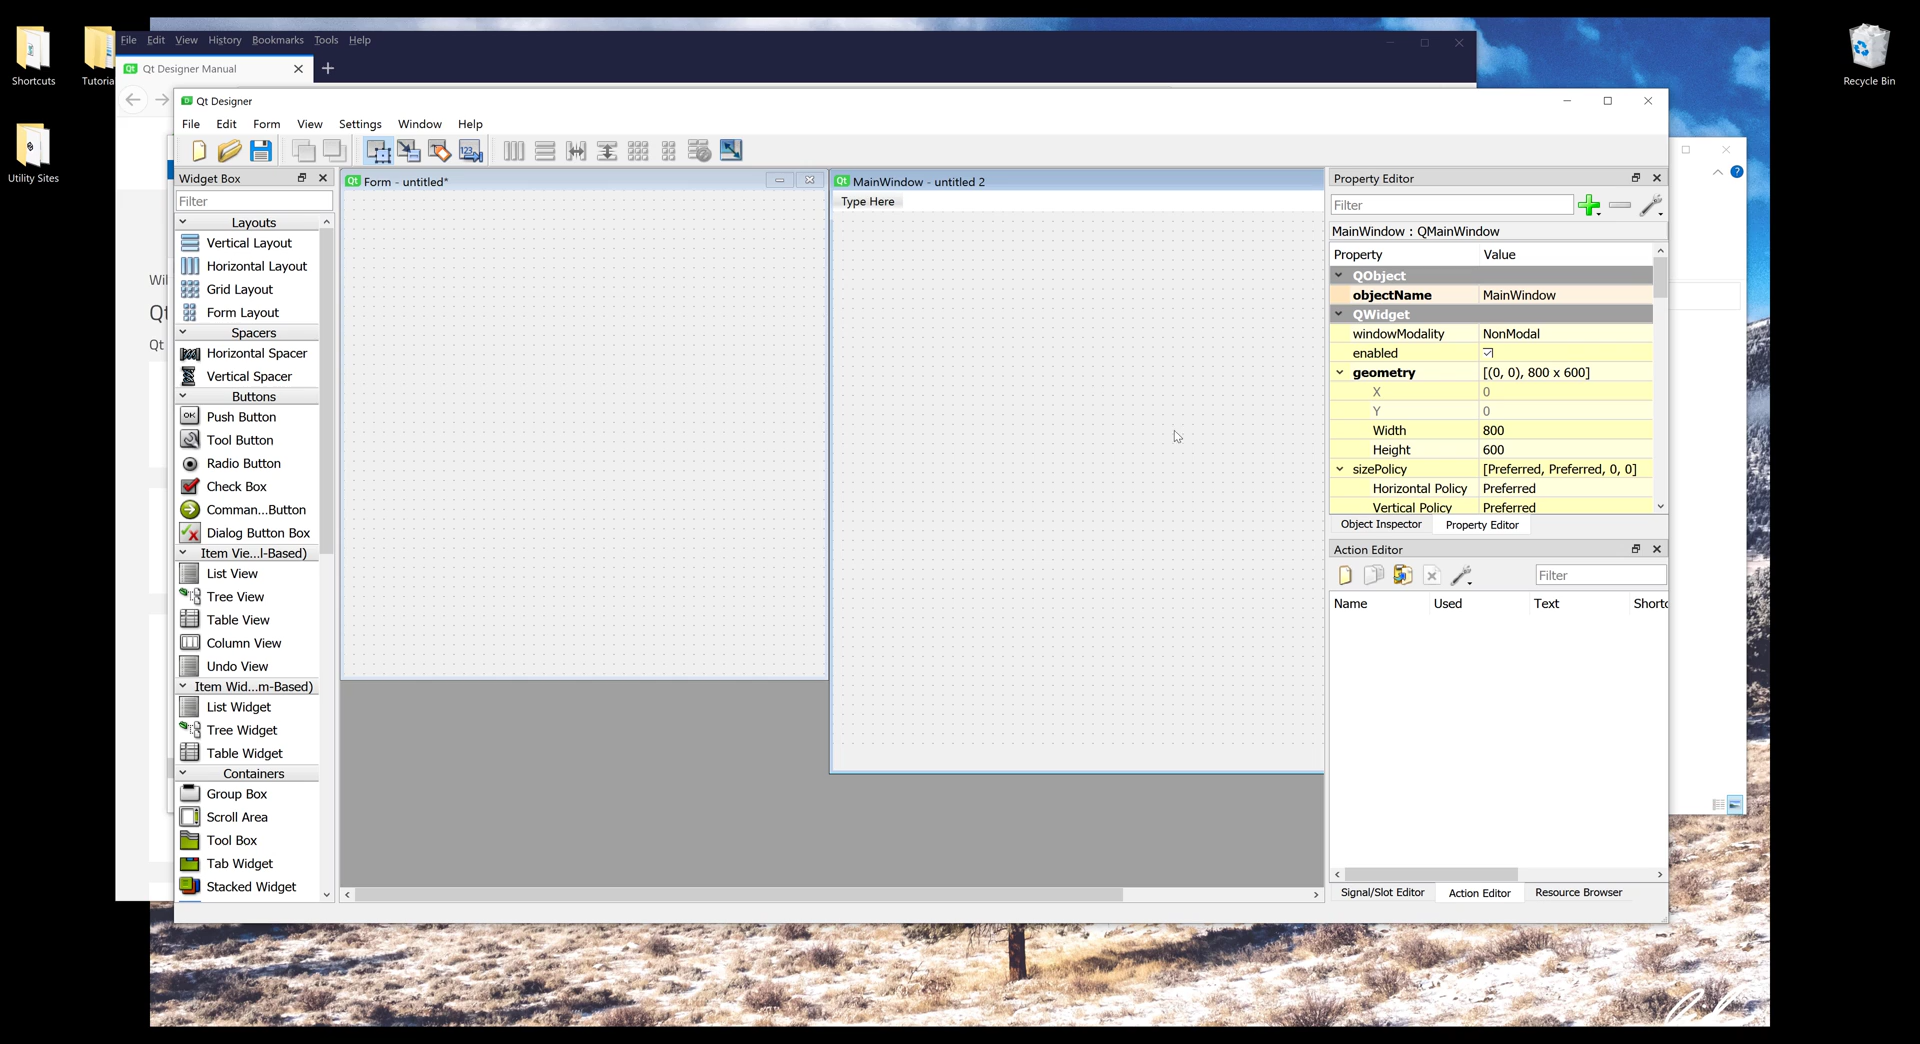 Shortcuts
Tutoria
Utility Sites
Recycle Bin
File Edit View History Bookmarks Tools Help
Qt Designer Manual
Wil
Qt
Qt
Qt Designer
File Edit Form View Settings Window Help
Widget Box
Filter
Layouts
Vertical Layout
Horizontal Layout
Grid Layout
Form Layout
Spacers
Horizontal Spacer
Vertical Spacer
Buttons
Push Button
Tool Button
Radio Button
Check Box
Comman...Button
Dialog Button Box
Item Vie...l-Based)
List View
Tree View
Table View
Column View
Undo View
Item Wid...m-Based)
List Widget
Tree Widget
Table Widget
Containers
Group Box
Scroll Area
Tool Box
Tab Widget
Stacked Widget
Form - untitled*
MainWindow - untitled 2
Type Here
Property Editor
Filter
MainWindow : QMainWindow
Property Value
QObject
objectName MainWindow
QWidget
windowModality NonModal
enabled
geometry [(0, 0), 800 x 600]
X 0
Y 0
Width 800
Height 600
sizePolicy [Preferred, Preferred, 0, 0]
Horizontal Policy Preferred
Vertical Policy Preferred
Object Inspector Property Editor
Action Editor
Filter
Name Used Text Shortc
Signal/Slot Editor Action Editor Resource Browser